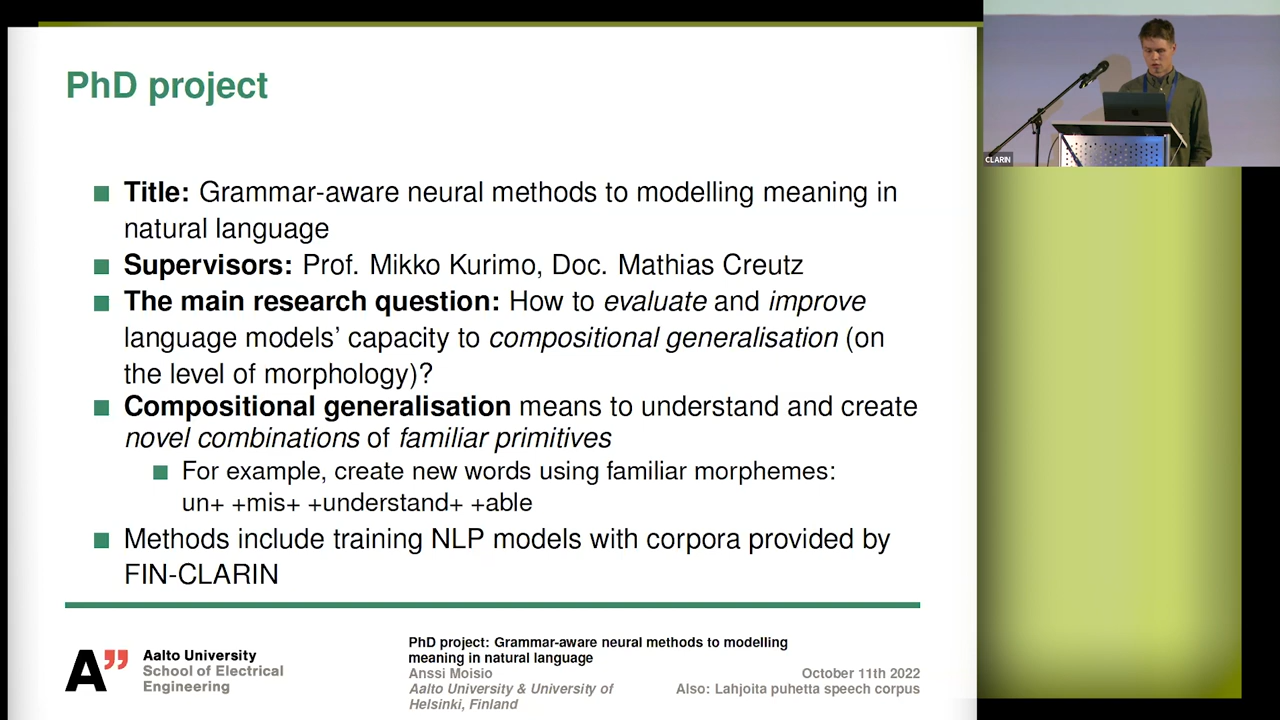 PhD project
Title: Grammar-aware neural methods to modelling meaning in
natural language
Supervisors: Prof. Mikko Kurimo, Doc. Mathias Creutz
The main research question: How to evaluate and improve
language models' capacity to compositional generalisation (on
the level of morphology)?
Compositional generalisation means to understand and create
novel combinations of familiar primitives
For example, create new words using familiar morphemes:
un+ +mis+ +understand+ +able
Methods include training NLP models with corpora provided by
FIN-CLARIN
A”
Aalto University
School of Electrical
Engineering
PhD project: Grammar-aware neural methods to modelling
meaning in natural language
Anssi Moisio
Aalto University & University of
Helsinki, Finland
October 11th 2022
Also: Lahjoita puhetta speech corpus
CLARIN